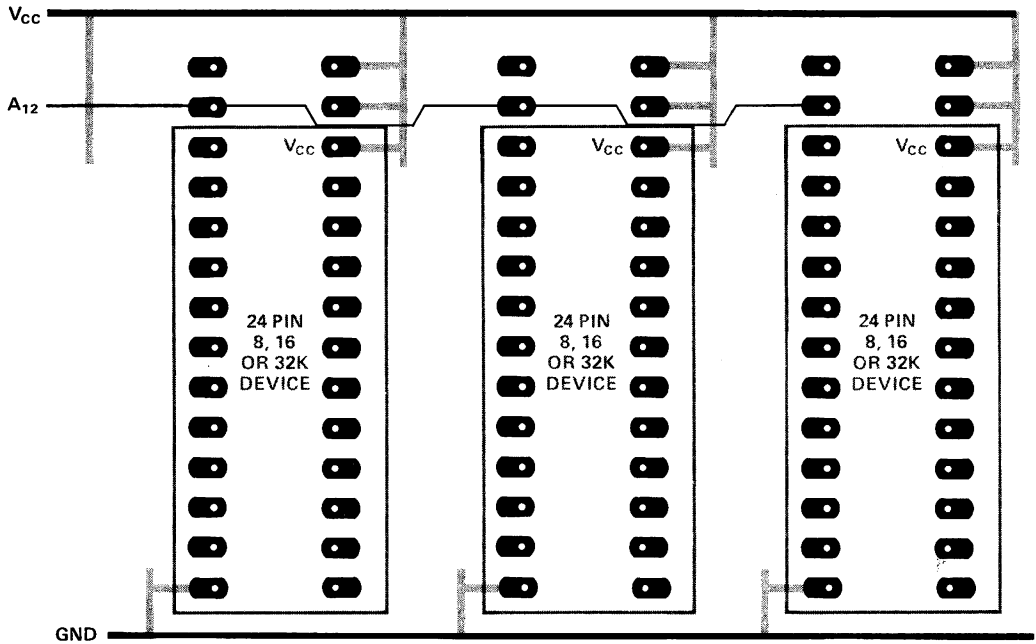 VCC
A12
VCC
VCC
VCC
24 PIN
8, 16
OR 32K
DEVICE
24 PIN
8, 16
OR 32K
DEVICE
24 PIN
8, 16
OR 32K
DEVICE
GND